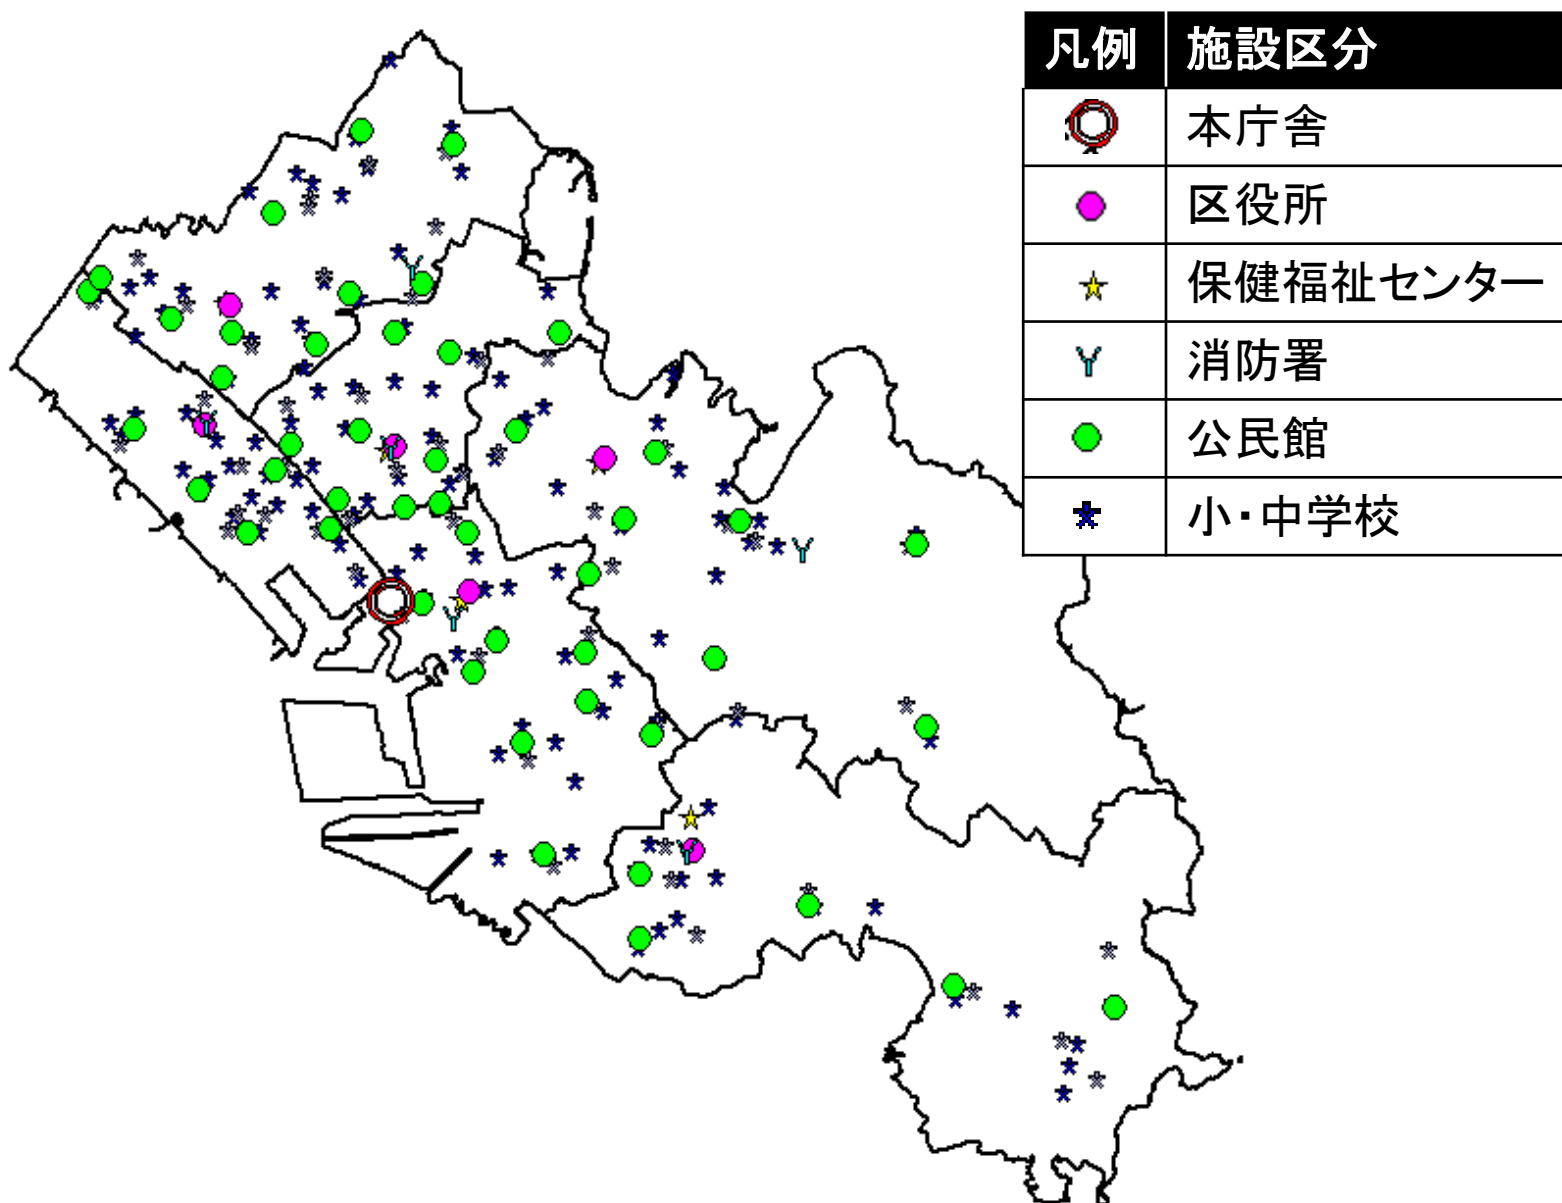 凡例 施設区分
本庁舎
区役所
保健福祉センター
消防署
公民館
小・中学校